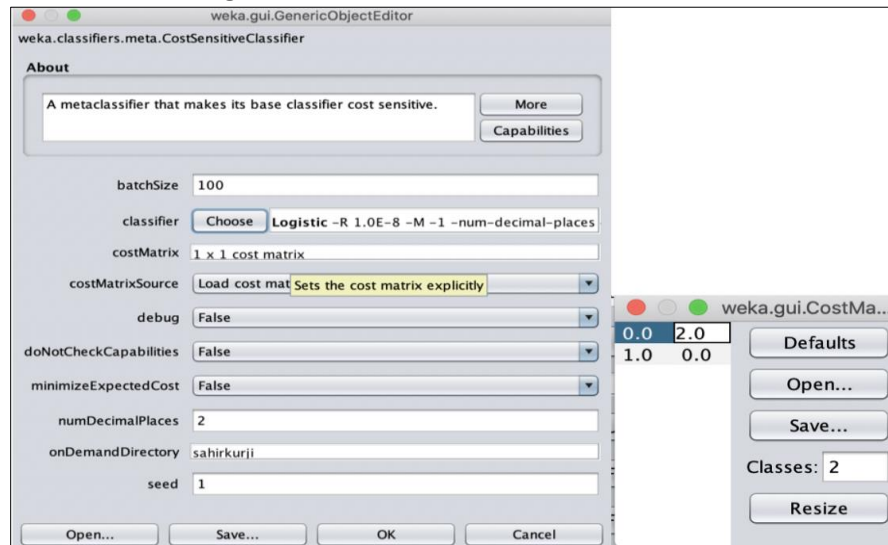 weka.gui.GenericObjectEditor
weka.classifiers.meta.CostSensitiveClassifier
About
A metaclassifier that makes its base classifier cost sensitive.
More
Capabilities
batchSize 100
classifier Choose Logistic -R 1.0E-8 -M -1 -num-decimal-places
costMatrix 1 x 1 cost matrix
costMatrixSource Load cost mat Sets the cost matrix explicitly
debug False
doNotCheckCapabilities False
minimizeExpectedCost False
numDecimalPlaces 2
onDemandDirectory sahirkurji
seed 1
Open... Save... OK Cancel
weka.gui.CostMa...
0.0 2.0
1.0 0.0
Defaults
Open...
Save...
Classes: 2
Resize